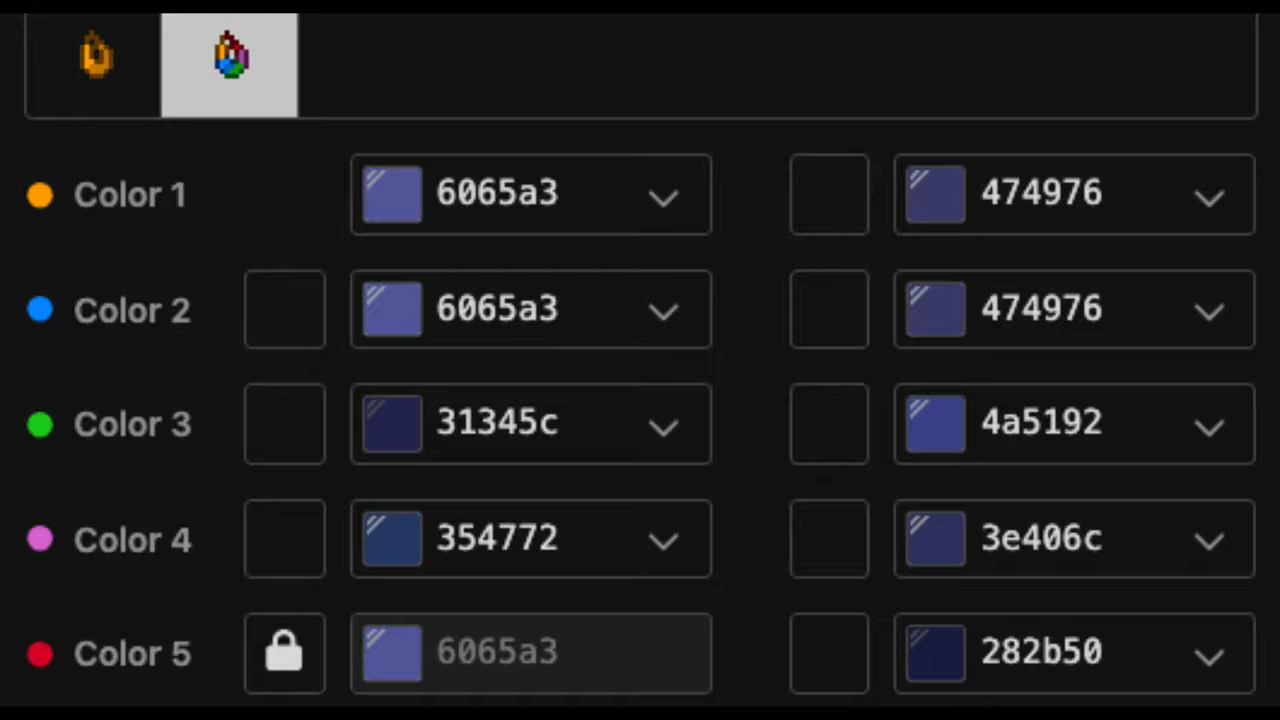 Color 1 6065a3 474976
Color 2 6065a3 474976
Color 3 31345c 4a5192
Color 4 354772 3e406c
Color 5 6065a3 282b50